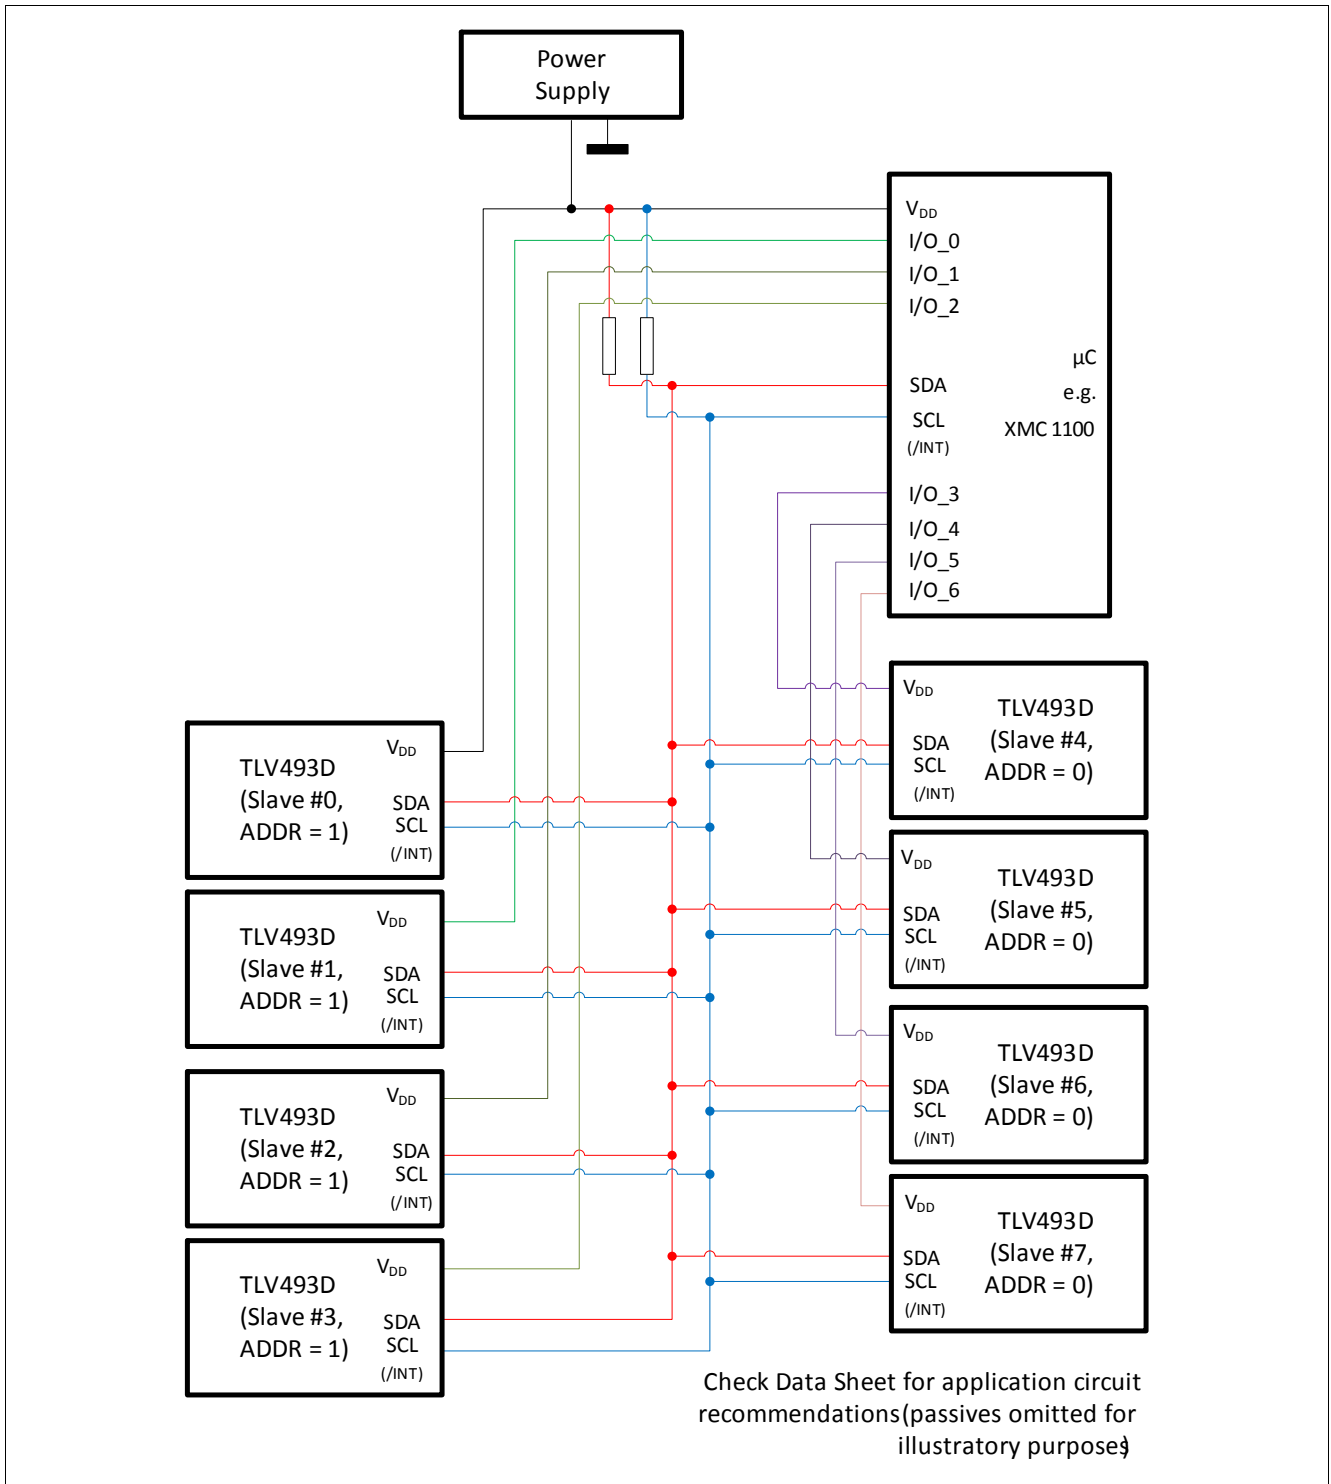 Power
Supply
VDD
I/O_0
I/O_1
I/O_2
SDA
SCL
(/INT)
I/O_3
I/O_4
I/O_5
I/O_6
µC
e.g.
XMC 1100
TLV493D
(Slave #0,
ADDR = 1)
VDD
SDA
SCL
(/INT)
TLV493D
(Slave #1,
ADDR = 1)
VDD
SDA
SCL
(/INT)
TLV493D
(Slave #2,
ADDR = 1)
VDD
SDA
SCL
(/INT)
TLV493D
(Slave #3,
ADDR = 1)
VDD
SDA
SCL
(/INT)
VDD
SDA
SCL
(/INT)
TLV493D
(Slave #4,
ADDR = 0)
VDD
SDA
SCL
(/INT)
TLV493D
(Slave #5,
ADDR = 0)
VDD
SDA
SCL
(/INT)
TLV493D
(Slave #6,
ADDR = 0)
VDD
SDA
SCL
(/INT)
TLV493D
(Slave #7,
ADDR = 0)
Check Data Sheet for application circuit
recommendations (passives omitted for
illustratory purposes)